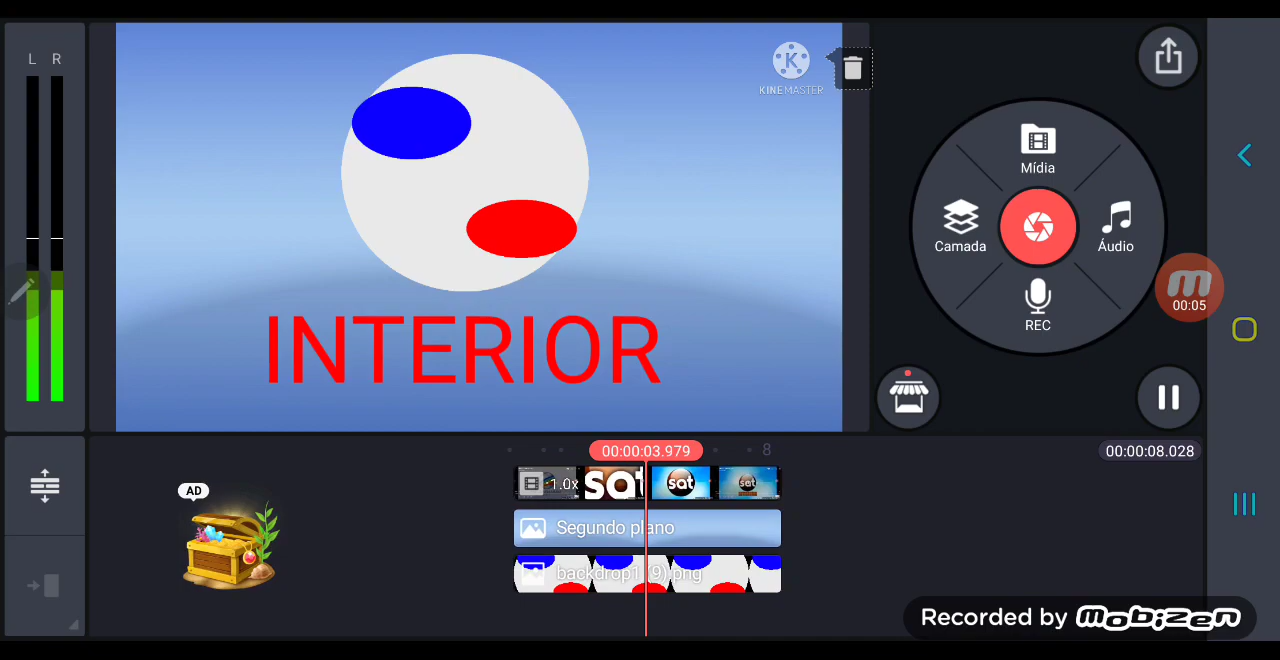 L R
K
KINEMASTER
INTERIOR
Mídia
Camada
Áudio
REC
00:05
00:00:03.979
8
00:00:08.028
AD
1.0x
sat
sat
sat
Segundo plano
backdrop1 (9).png
Recorded by mobizen